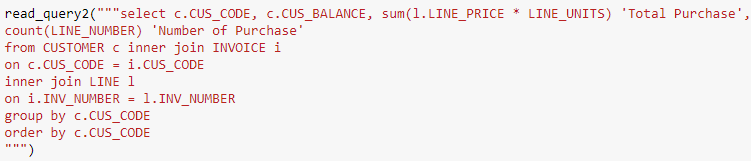 read_query2("""select c.CUS_CODE, c.CUS_BALANCE, sum(l.LINE_PRICE * LINE_UNITS) 'Total Purchase',
count(LINE_NUMBER) 'Number of Purchase'
from CUSTOMER c inner join INVOICE i
on c.CUS_CODE = i.CUS_CODE
inner join LINE l
on i.INV_NUMBER = l.INV_NUMBER
group by c.CUS_CODE
order by c.CUS_CODE
""")